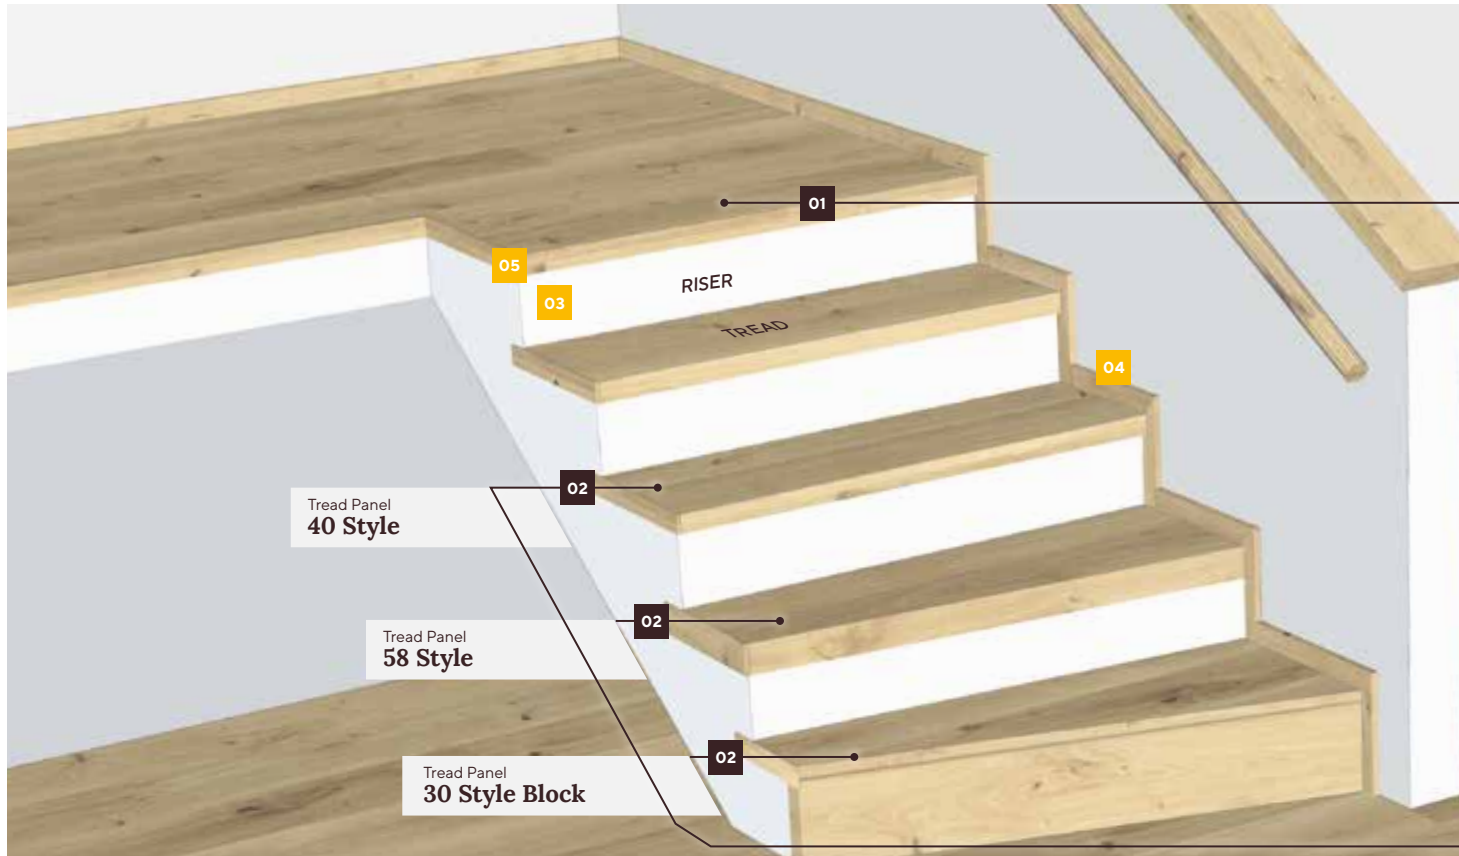 01
05
RISER
03
TREAD
04
02
Tread Panel
40 Style
02
Tread Panel
58 Style
02
Tread Panel
30 Style Block